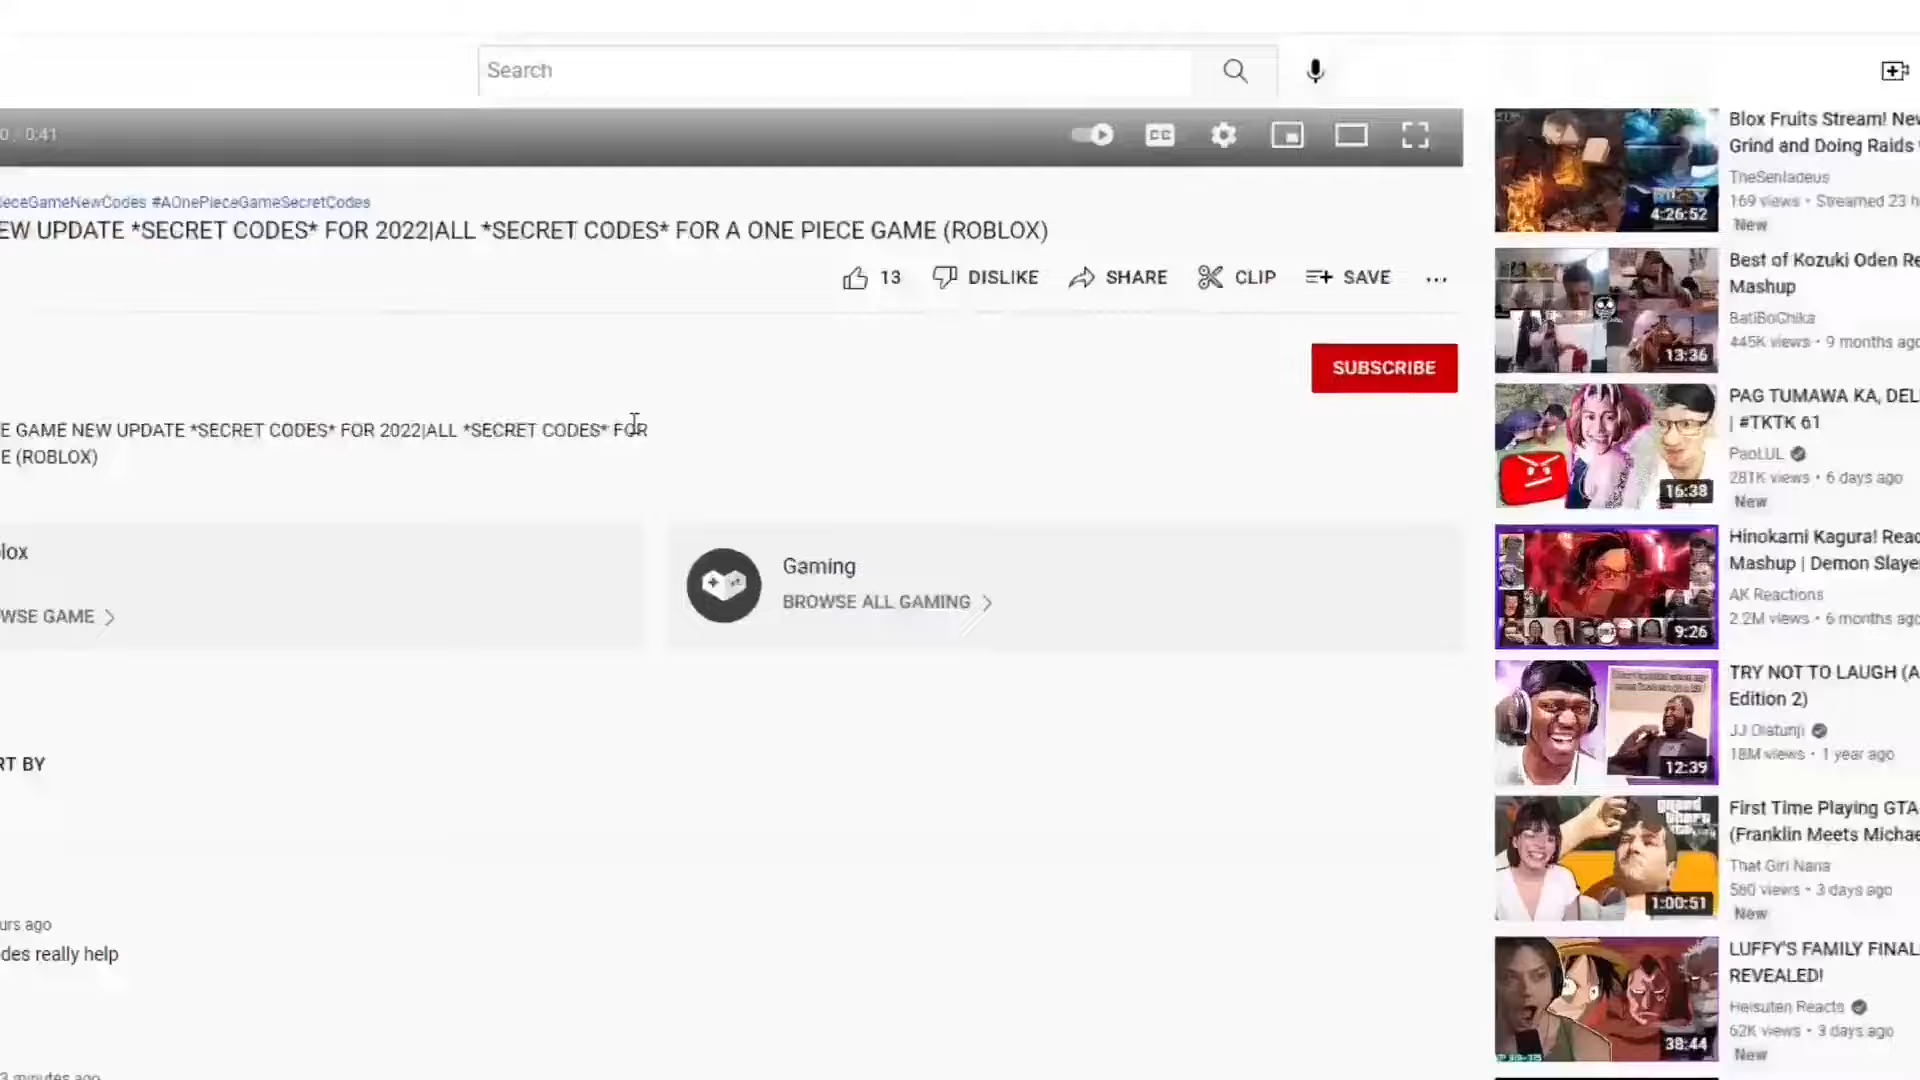 Search
0:41
#AOnePieceGameSecretCodes
EW UPDATE *SECRET CODES* FOR 2022|ALL *SECRET CODES* FOR A ONE PIECE GAME (ROBLOX)
13
DISLIKE
SHARE
CLIP
SAVE
SUBSCRIBE
E GAME NEW UPDATE *SECRET CODES* FOR 2022|ALL *SECRET CODES* FOR
E (ROBLOX)
lox
WSE GAME
Gaming
BROWSE ALL GAMING
RT BY
urs ago
des really help
3 minutes ago
Blox Fruits Stream! New
Grind and Doing Raids
TheSenladeus
169 views • Streamed 23 h
New
4:26:52
Best of Kozuki Oden Re
Mashup
BatiBoiChika
445K views • 9 months ago
13:36
PAG TUMAWA KA, DEL
| #TKTK 61
PaoLUL
281K views • 6 days ago
New
16:38
Hinokami Kagura! Reac
Mashup | Demon Slaye
AK Reactions
2.2M views • 6 months ago
9:26
TRY NOT TO LAUGH (A
Edition 2)
JJ Olatunji
18M views • 1 year ago
12:39
First Time Playing GTA
(Franklin Meets Michae
That Girl Nana
560 views • 3 days ago
New
1:00:51
LUFFY'S FAMILY FINAL
REVEALED!
Heisuten Reacts
62K views • 3 days ago
New
38:44